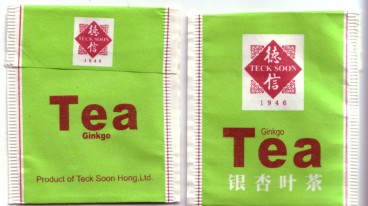 德
TECK SOON
信
1946
Tea
Ginkgo
Product of Teck Soon Hong,Ltd.
德
TECK SOON
信
1946
Ginkgo
Tea
银杏叶茶